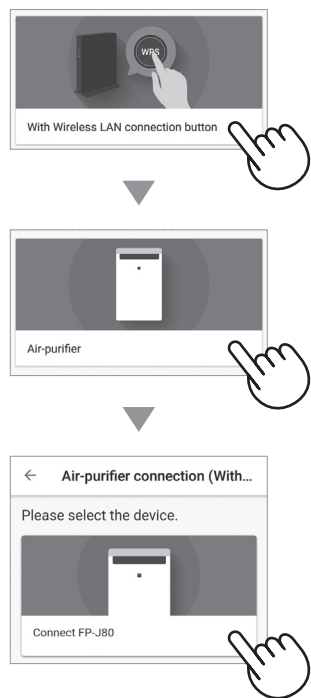 WPS
With Wireless LAN connection button
Air-purifier
← Air-purifier connection (With...
Please select the device.
Connect FP-J80